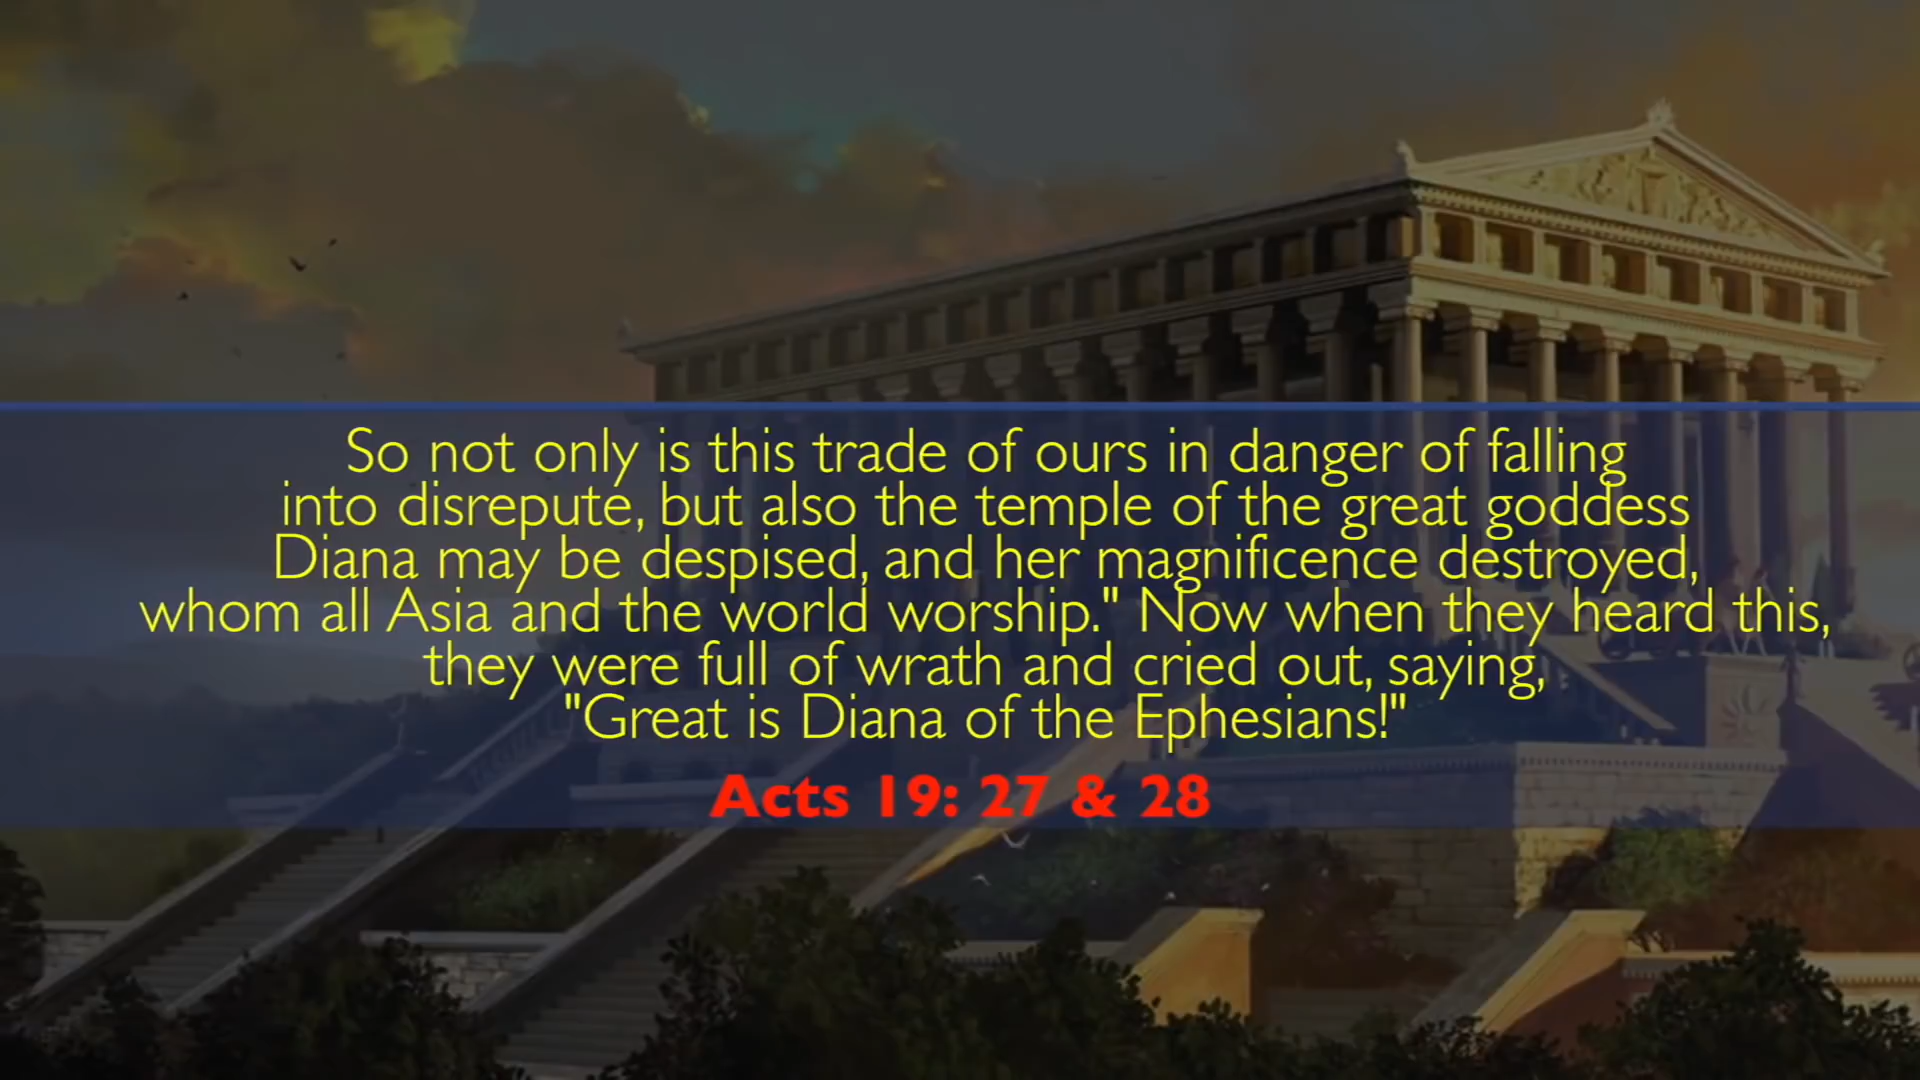 So not only is this trade of ours in danger of falling
into disrepute, but also the temple of the great goddess
Diana may be despised, and her magnificence destroyed,
whom all Asia and the world worship." Now when they heard this,
they were full of wrath and cried out, saying,
"Great is Diana of the Ephesians!"
Acts 19: 27 & 28